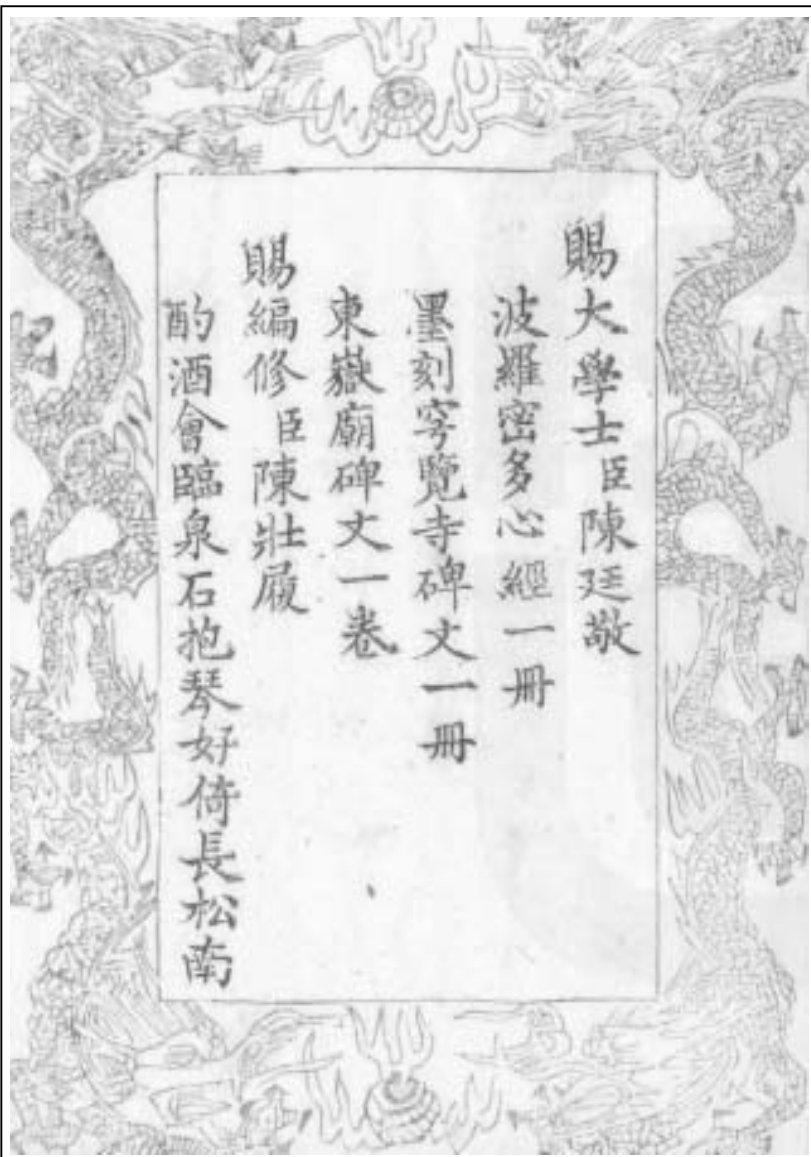 賜大學士臣陳廷敬
波羅密多心經一冊
墨刻穹覽寺碑文一冊
東嶽廟碑文一卷
賜編修臣陳壯履
酌酒會臨泉石抱琴好倚長松南